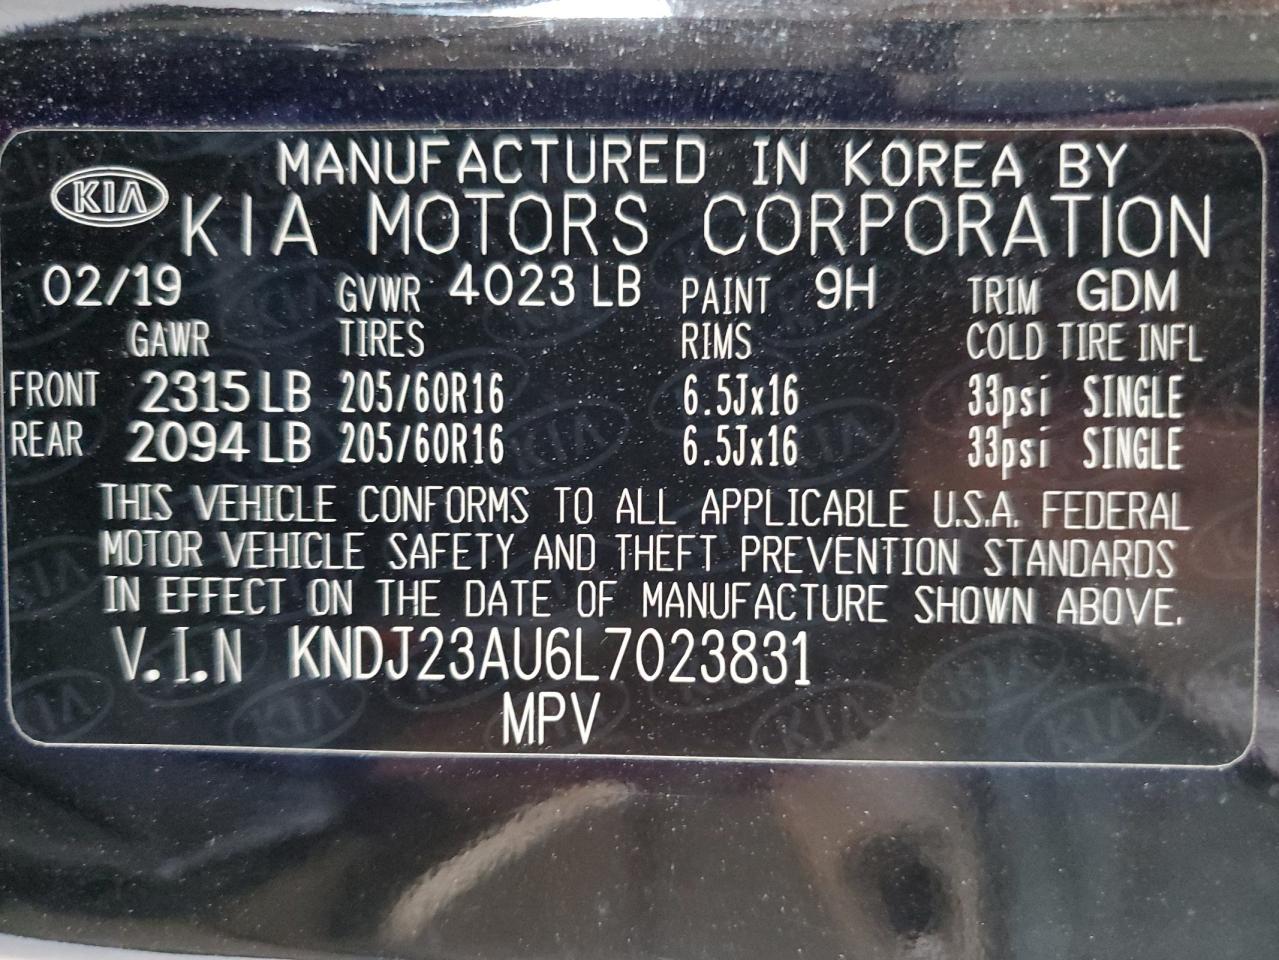 MANUFACTURED IN KOREA BY
KIA KIA MOTORS CORPORATION
02/19 GVWR 4023 LB PAINT 9H TRIM GDM
GAWR TIRES RIMS COLD TIRE INFL
FRONT 2315 LB 205/60R16 6.5Jx16 33psi SINGLE
REAR 2094 LB 205/60R16 6.5Jx16 33psi SINGLE
THIS VEHICLE CONFORMS TO ALL APPLICABLE U.S.A. FEDERAL
MOTOR VEHICLE SAFETY AND THEFT PREVENTION STANDARDS
IN EFFECT ON THE DATE OF MANUFACTURE SHOWN ABOVE.
V.I.N KNDJ23AU6L7023831
MPV